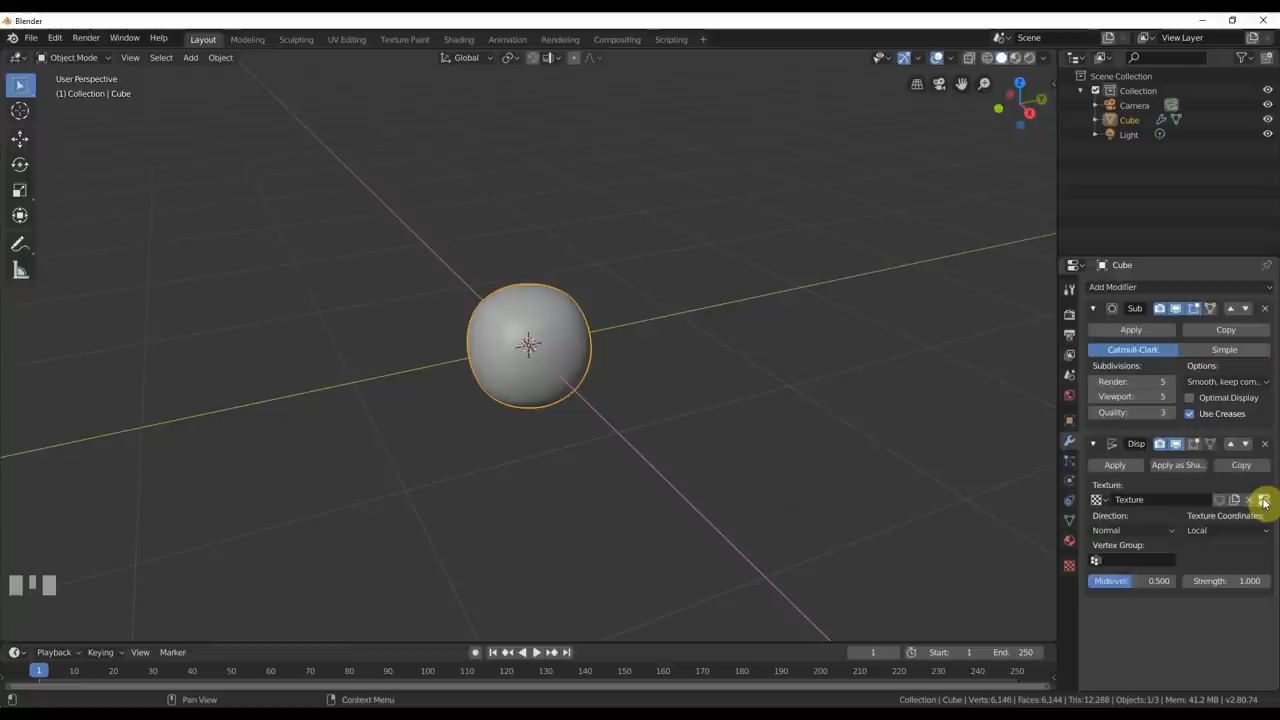 Blender
File Edit Render Window Help Layout Modeling Sculpting UV Editing Texture Paint Shading Animation Rendering Compositing Scripting + Scene View Layer
Object Mode View Select Add Object Global
User Perspective
(1) Collection | Cube
Z
Y
X
Scene Collection
Collection
Camera
Cube
Light
Cube
Add Modifier
Sub
Apply Copy
Catmull-Clark Simple
Subdivisions: Options:
Render: 5 Smooth, keep corn..
Viewport: 5 Optimal Display
Quality: 3 Use Creases
Disp
Apply Apply as Sha.. Copy
Texture:
Texture
Direction: Texture Coordinates:
Normal Local
Vertex Group:
Midlevel: 0.500 Strength: 1.000
Playback Keying View Marker 1 Start: 1 End: 250
1 10 20 30 40 50 60 70 80 90 100 110 120 130 140 150 160 170 180 190 200 210 220 230 240 250
Pan View Context Menu Collection | Cube | Verts:6,146 | Faces:6,144 | Tris:12,288 | Objects:1/3 | Mem: 41.2 MB | v2.80.74